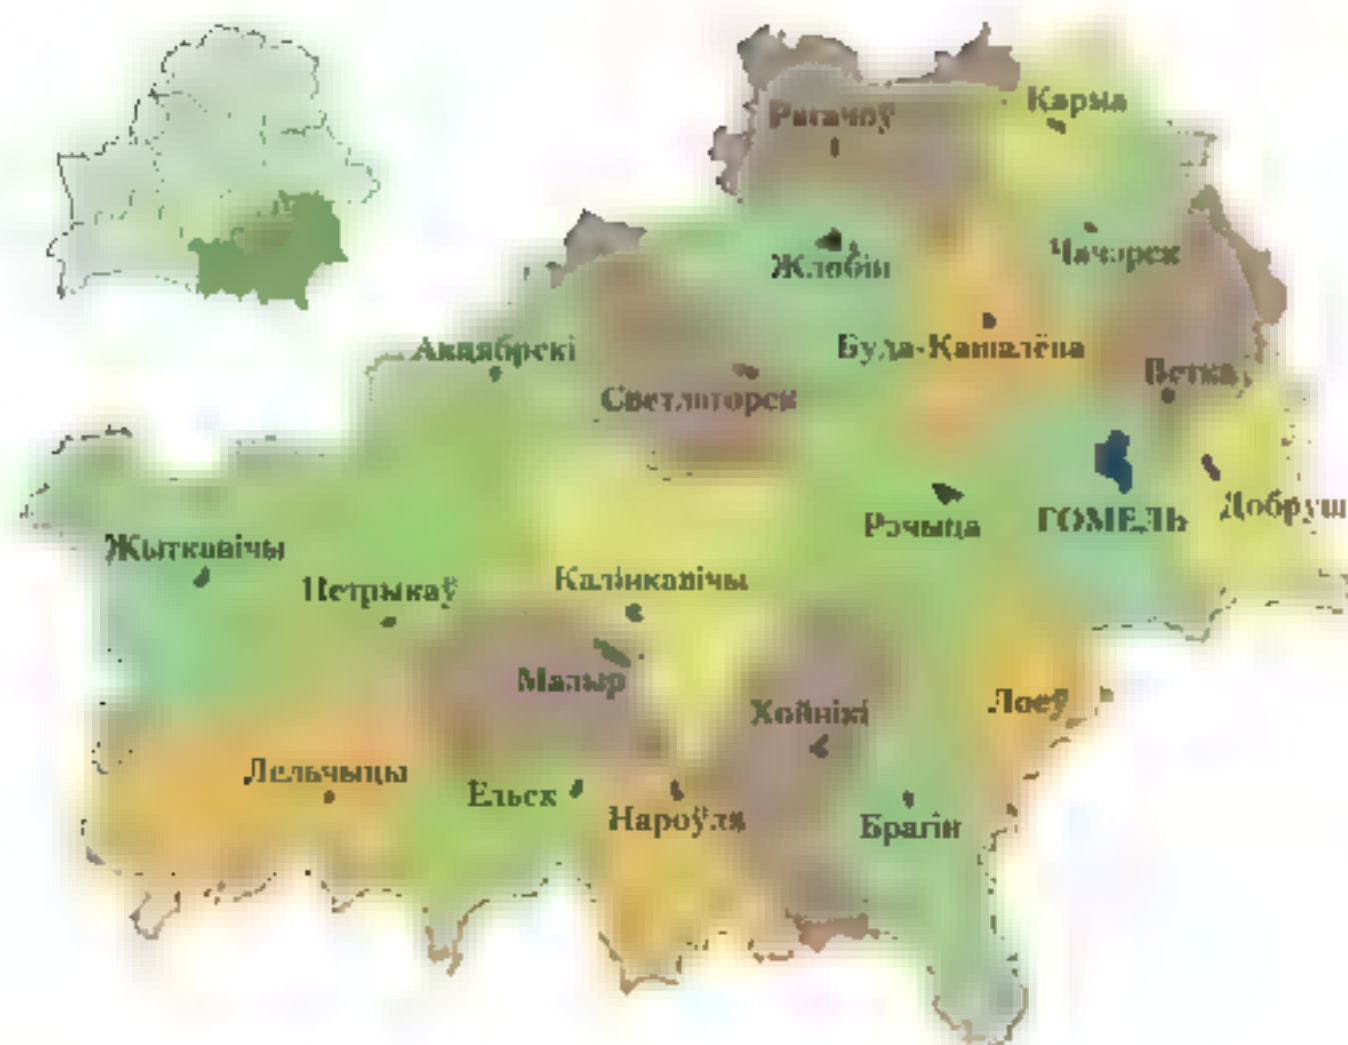 Рагачоў
Карма
Жлобін
Чачэрск
Акцябрскі
Буда-Кашалёва
Светлагорск
Ветка
Рэчыца
ГОМЕЛЬ
Добруш
Жыткавічы
Петрыкаў
Калінкавічы
Мазыр
Хойнікі
Лоеў
Лельчыцы
Ельск
Нароўля
Брагін